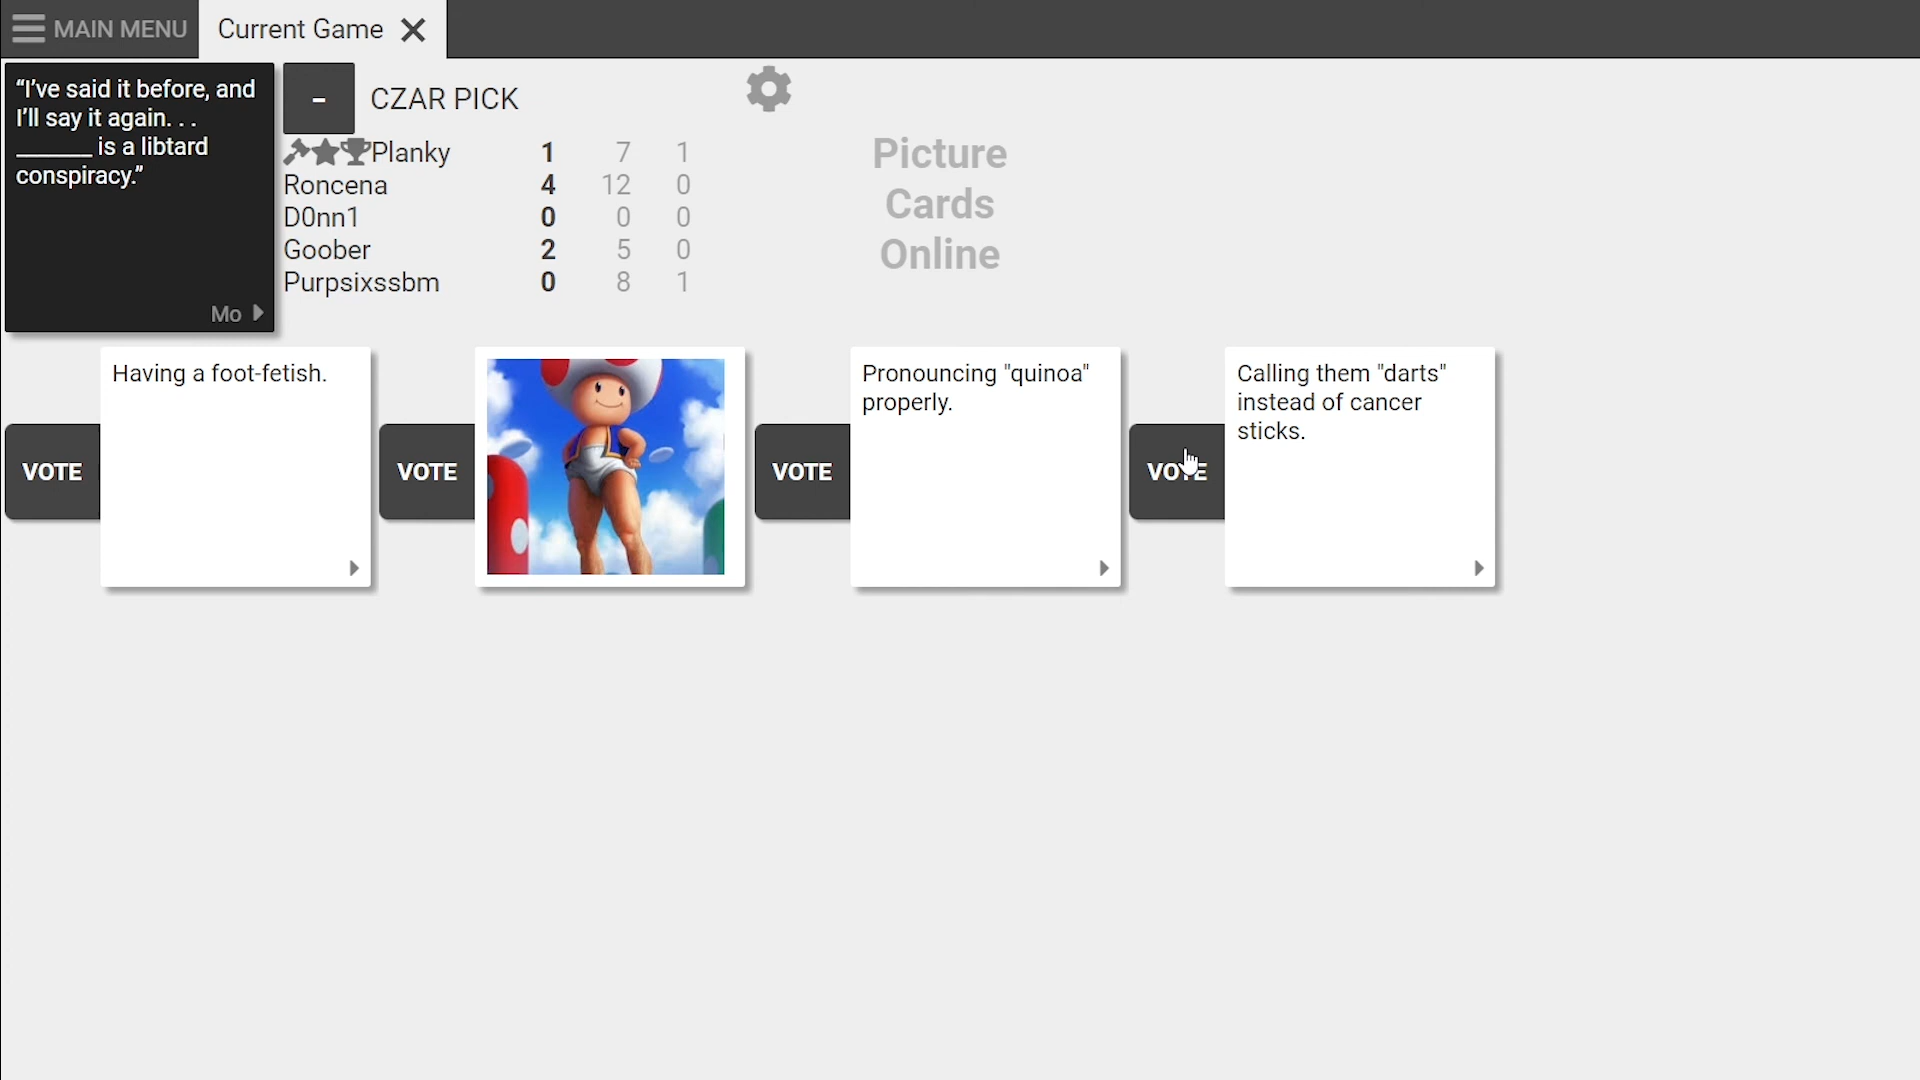 MAIN MENU
Current Game
“I’ve said it before, and
I’ll say it again. . .
______ is a libtard
conspiracy.”
Mo
-
CZAR PICK
Planky 1 7 1
Roncena 4 12 0
D0nn1 0 0 0
Goober 2 5 0
Purpsixssbm 0 8 1
Picture
Cards
Online
VOTE
Having a foot-fetish.
VOTE
VOTE
Pronouncing "quinoa"
properly.
VOTE
Calling them "darts"
instead of cancer
sticks.